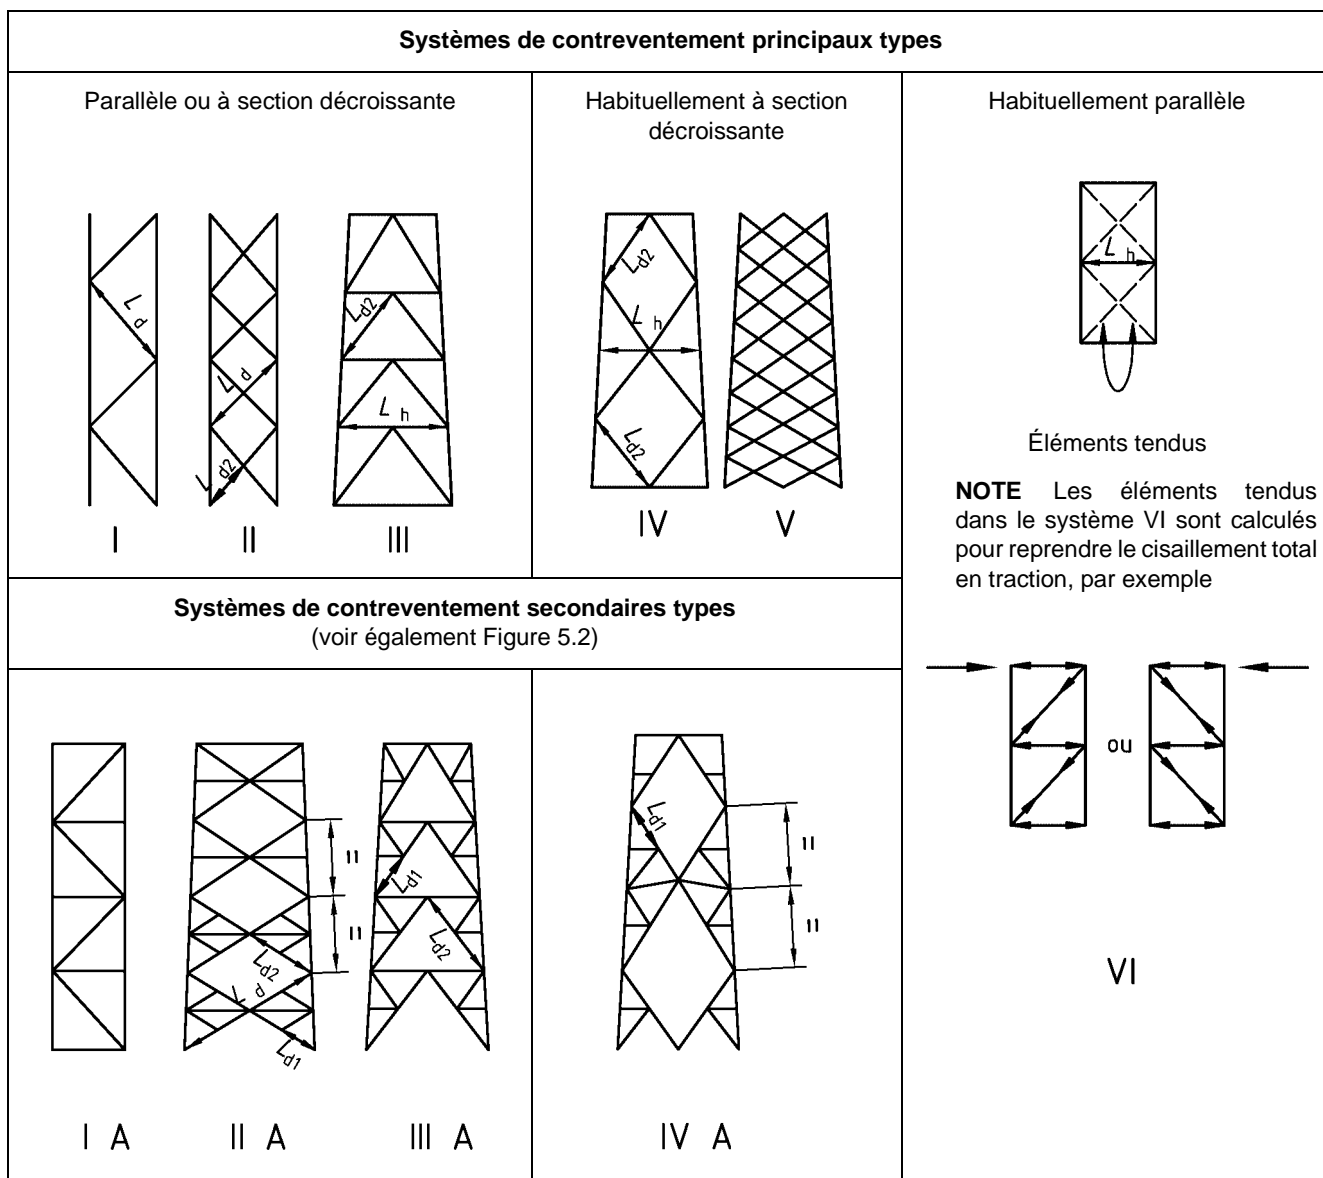 Systèmes de contreventement principaux types
Parallèle ou à section décroissante
Habituellement à section
décroissante
Habituellement parallèle
L d
L d
L d2
L d2
L h
I
II
III
L d2
L h
L d2
IV
V
L h
Éléments tendus
NOTE Les éléments tendus
dans le système VI sont calculés
pour reprendre le cisaillement total
en traction, par exemple
ou
VI
Systèmes de contreventement secondaires types
(voir également Figure 5.2)
L d2
L d
L d1
L d1
L d2
L d1
I A
II A
III A
IV A